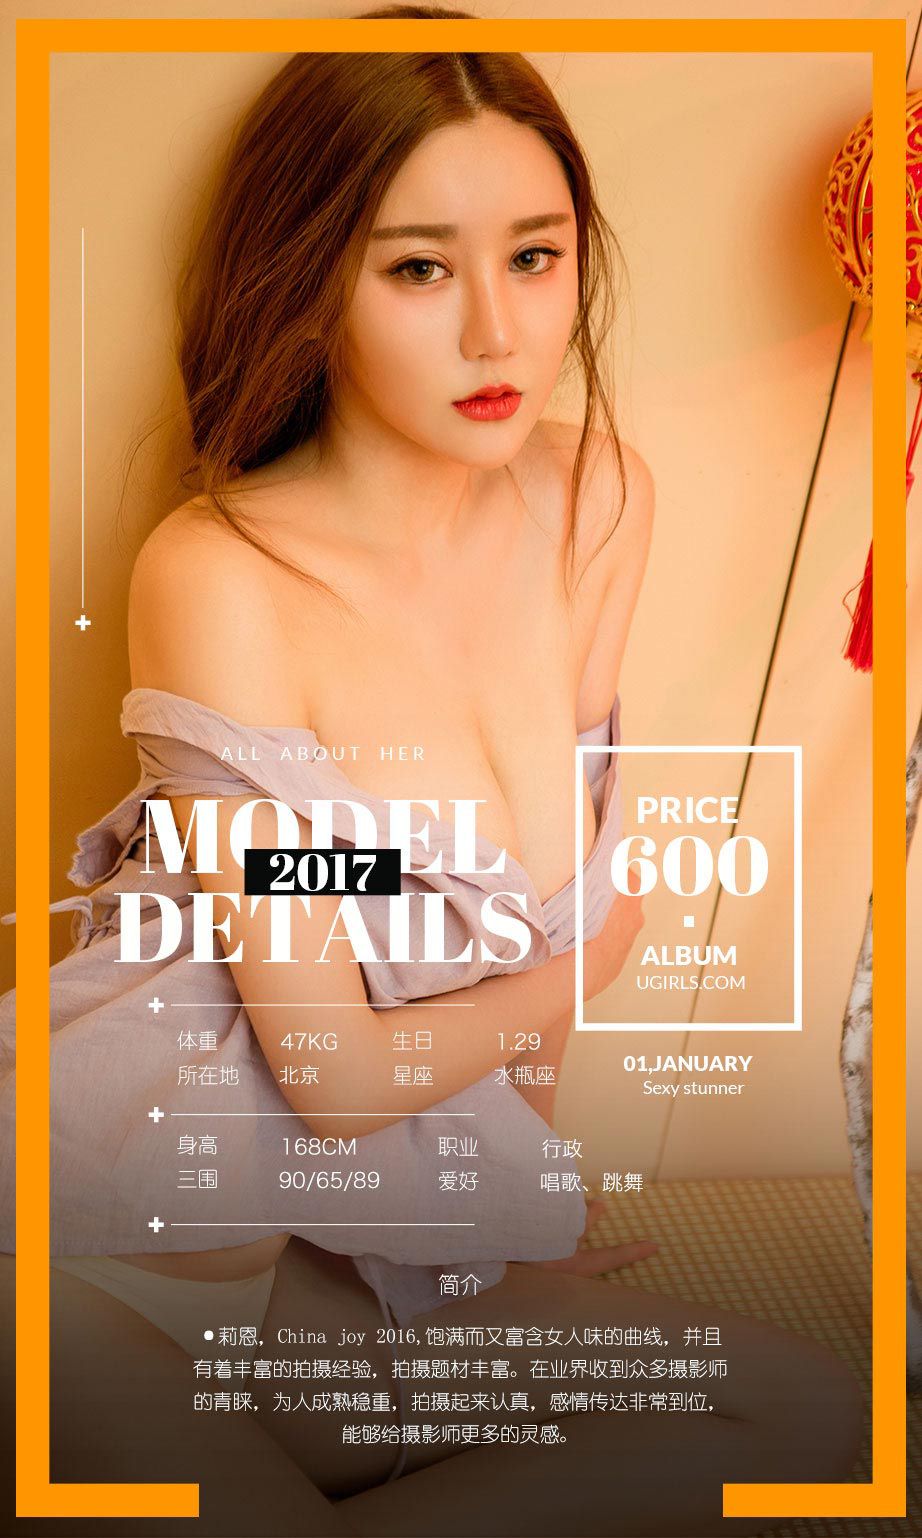 ALL ABOUT HER
MODEL
2017
DETAILS
PRICE
600
ALBUM
UGIRLS.COM
01,JANUARY
Sexy stunner
体重 47KG 生日 1.29
所在地 北京 星座 水瓶座
身高 168CM 职业 行政
三围 90/65/89 爱好 唱歌、跳舞
简介
●莉恩，China joy 2016,饱满而又富含女人味的曲线，并且
有着丰富的拍摄经验，拍摄题材丰富。在业界收到众多摄影师
的青睐，为人成熟稳重，拍摄起来认真，感情传达非常到位，
能够给摄影师更多的灵感。